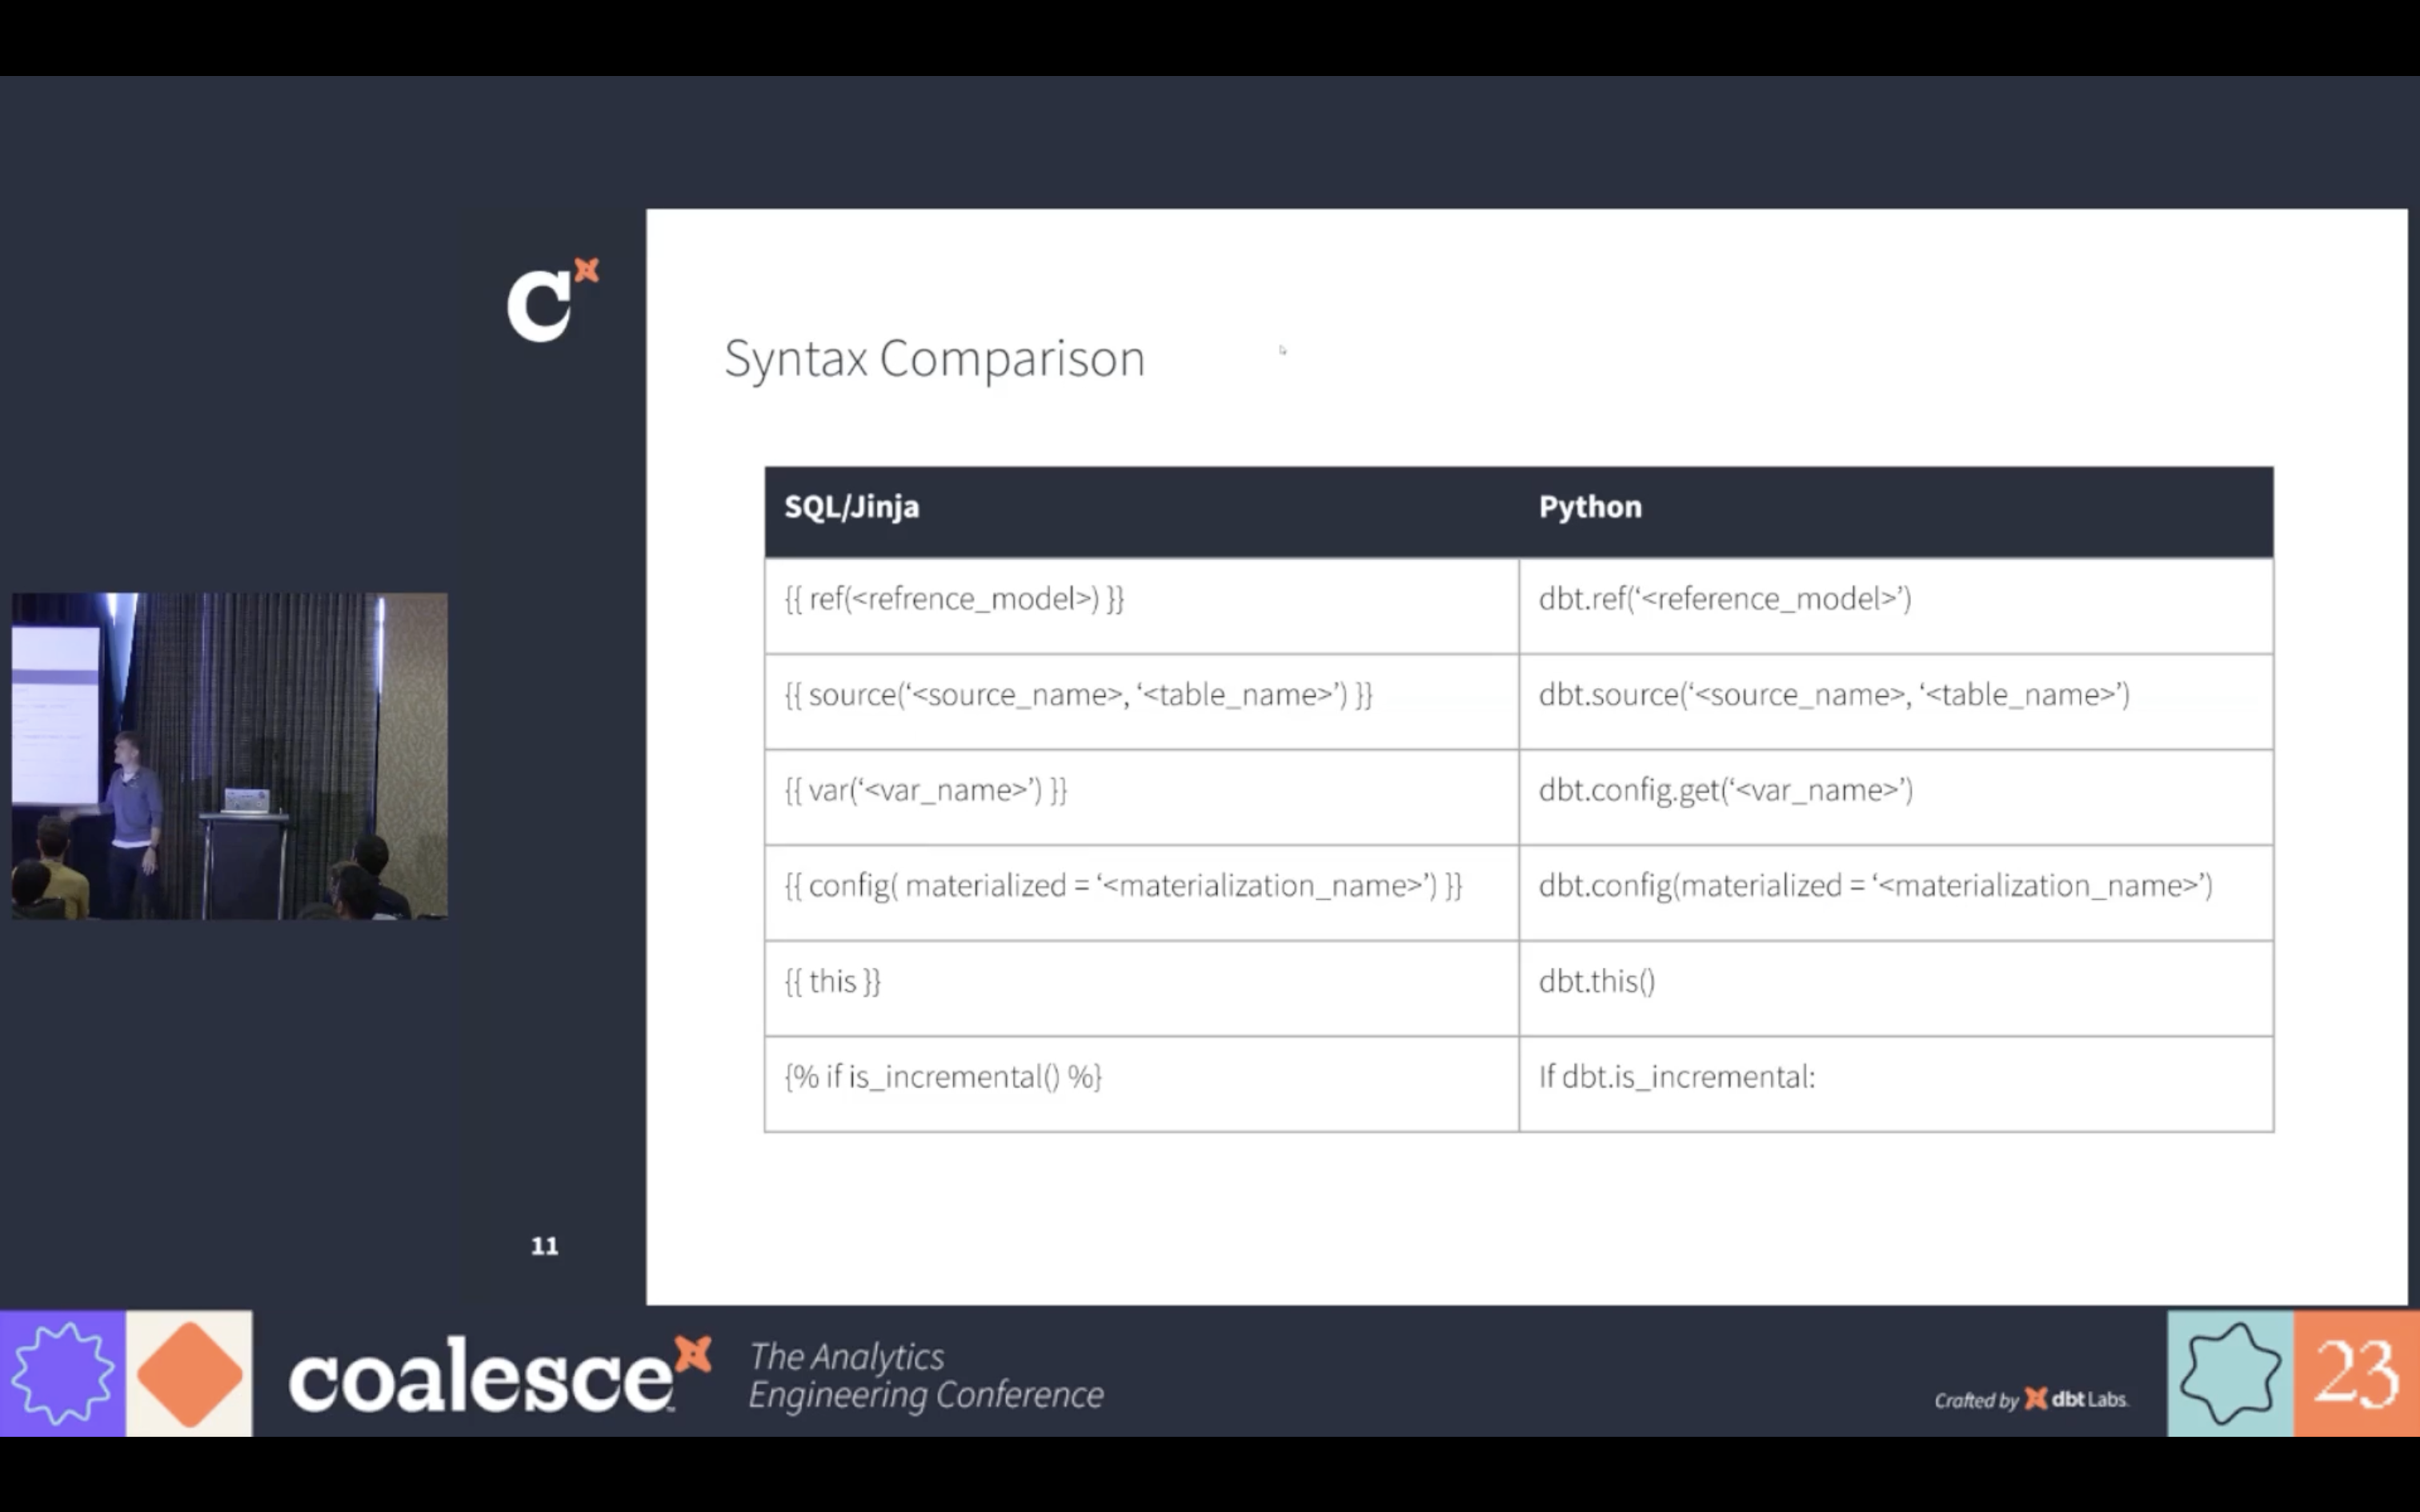 C
Syntax Comparison
SQL/Jinja Python
{{ ref(<refrence_model>) }} dbt.ref(‘<reference_model>’)
{{ source(‘<source_name>, ‘<table_name>’) }} dbt.source(‘<source_name>, ‘<table_name>’)
{{ var(‘<var_name>’) }} dbt.config.get(‘<var_name>’)
{{ config( materialized = ‘<materialization_name>’) }} dbt.config(materialized = ‘<materialization_name>’)
{{ this }} dbt.this()
{% if is_incremental() %} If dbt.is_incremental:
11
coalesce
The Analytics
Engineering Conference
Crafted by dbt Labs.
23